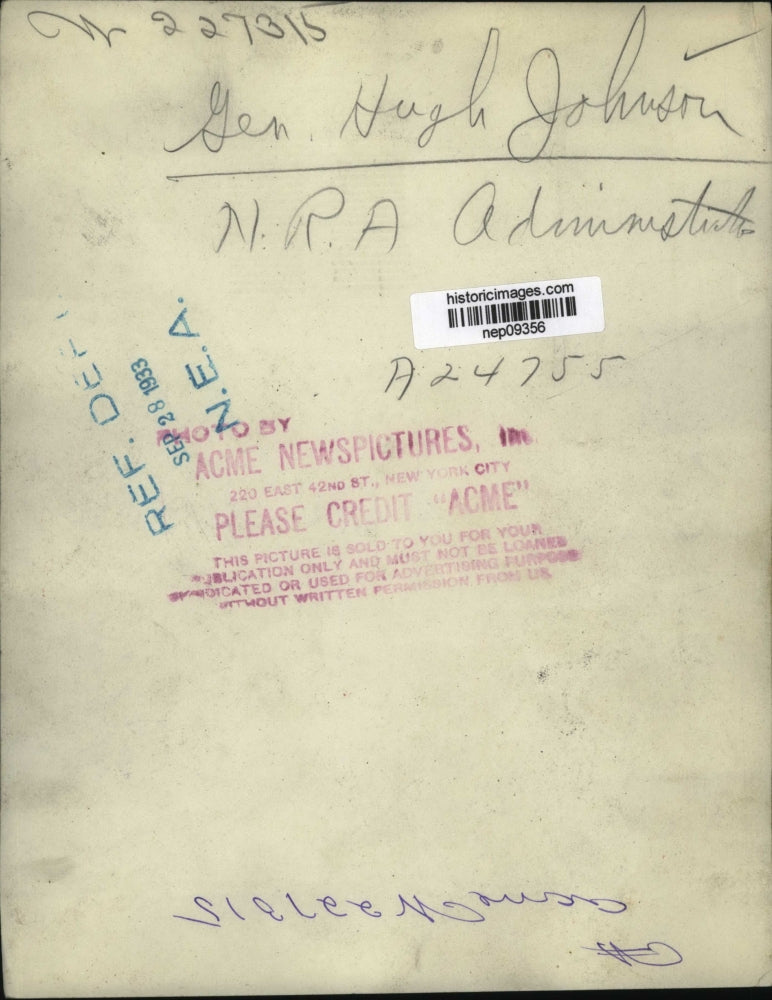 W 227315
Gen. Hugh Johnson
N.R.A Administrator
historicimages.com
nep09356
A24755
REF. DEPT
SEP 28 1933
N.E.A.
PHOTO BY
ACME NEWSPICTURES, Inc.
220 EAST 42ND ST., NEW YORK CITY
PLEASE CREDIT "ACME"
THIS PICTURE IS SOLD TO YOU FOR YOUR
PUBLICATION ONLY AND MUST NOT BE LOANED
SYNDICATED OR USED FOR ADVERTISING PURPOSE
WITHOUT WRITTEN PERMISSION FROM US
acme W227315